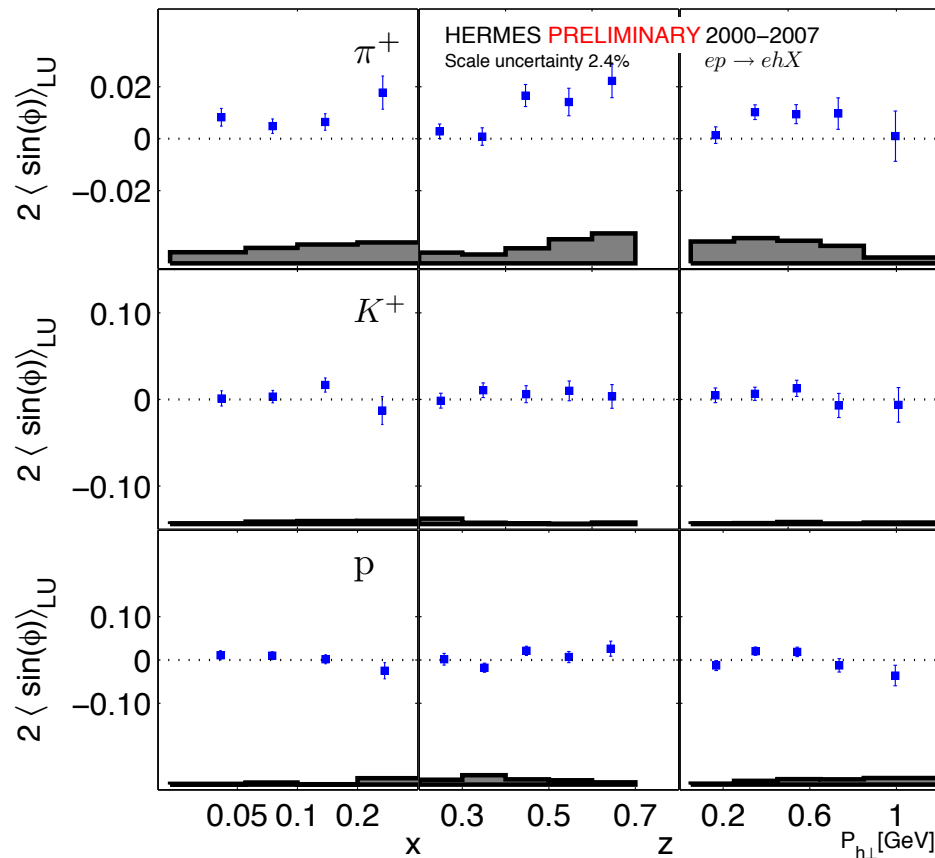 HERMES PRELIMINARY 2000−2007
Scale uncertainty 2.4%
ep → ehX
π+
2 ⟨ sin(ϕ)⟩LU
0.02
0
−0.02
K+
2 ⟨ sin(ϕ)⟩LU
0.10
0
−0.10
p
2 ⟨ sin(ϕ)⟩LU
0.10
0
−0.10
0.05 0.1 0.2 0.3 0.5 0.7 0.2 0.6 1
x z Ph⊥[GeV]